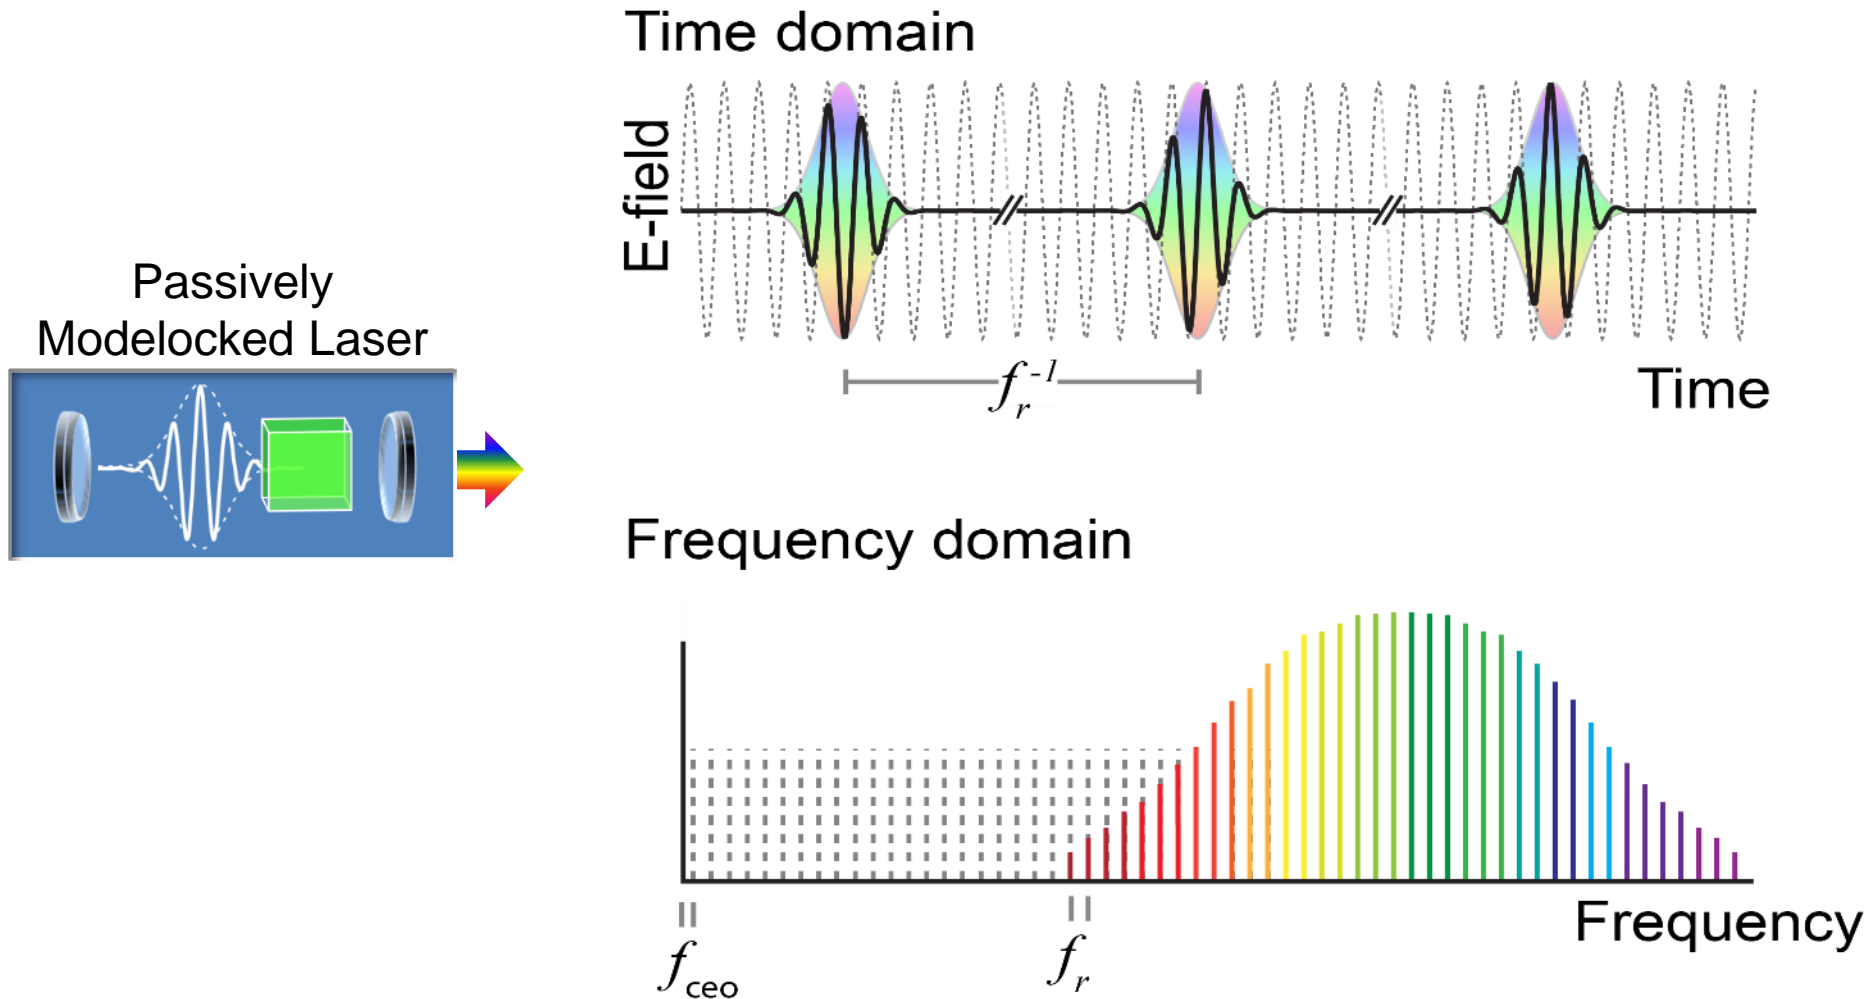 Time domain
E-field
Passively
Modelocked Laser
f_r^-1
Time
Frequency domain
Frequency
f_ceo
f_r